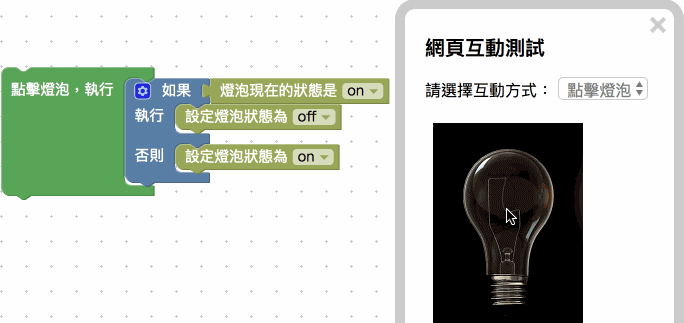 點擊燈泡，執行
如果
燈泡現在的狀態是 on
執行
設定燈泡狀態為 off
否則
設定燈泡狀態為 on
網頁互動測試
請選擇互動方式： 點擊燈泡